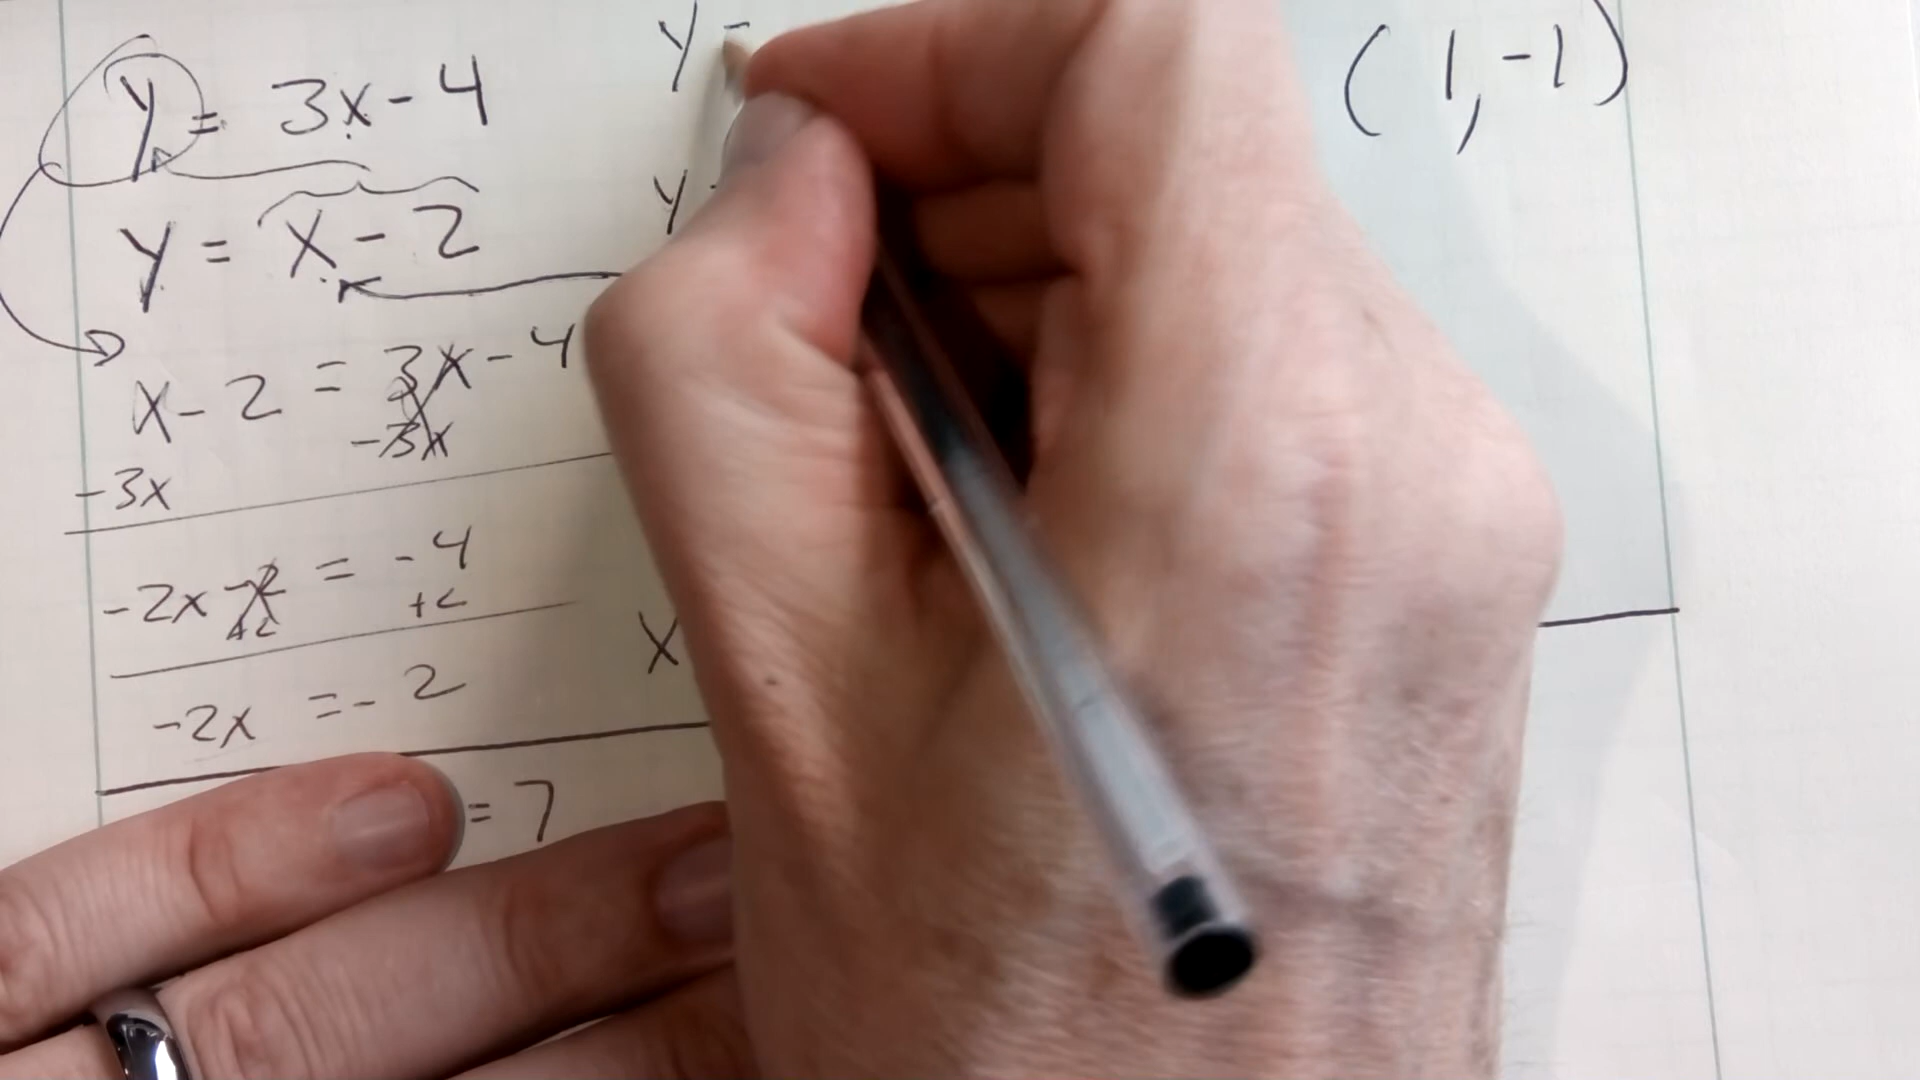 y = 3x - 4
y = x - 2
x - 2 = 3x - 4
-3x -3x
-2x - 2 = -4
+2 +2
-2x = -2
= 7
y =
y
x
(1, -1)